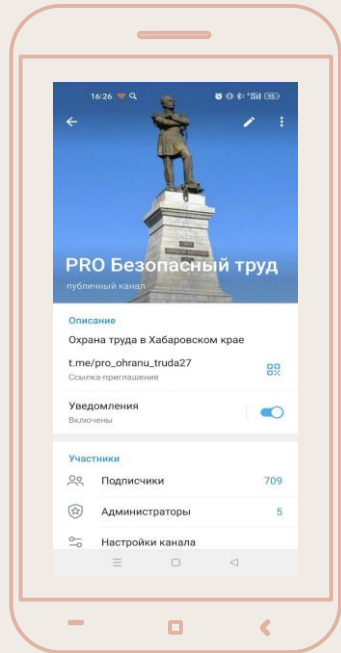 16:26
PRO Безопасный труд
публичный канал
Описание
Охрана труда в Хабаровском крае
t.me/pro_ohranu_truda27
Ссылка-приглашение
Уведомления
Включены
Участники
Подписчики 709
Администраторы 5
Настройки канала